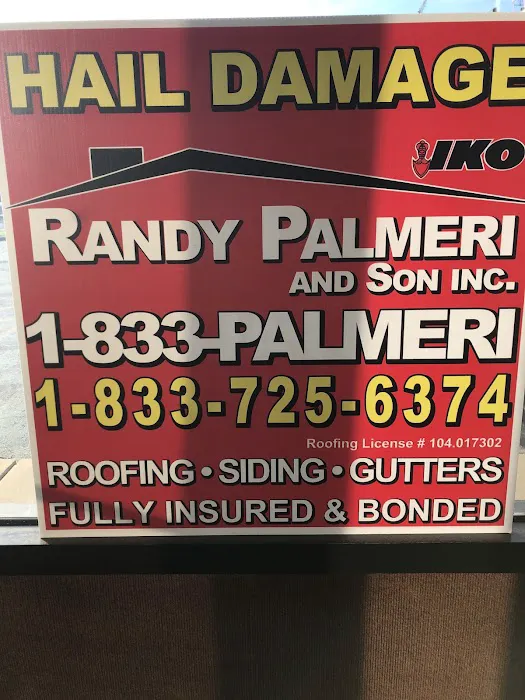 HAIL DAMAGE
IKO
RANDY PALMERI
AND SON INC.
1-833-PALMERI
1-833-725-6374
Roofing License # 104.017302
ROOFING • SIDING • GUTTERS
FULLY INSURED & BONDED